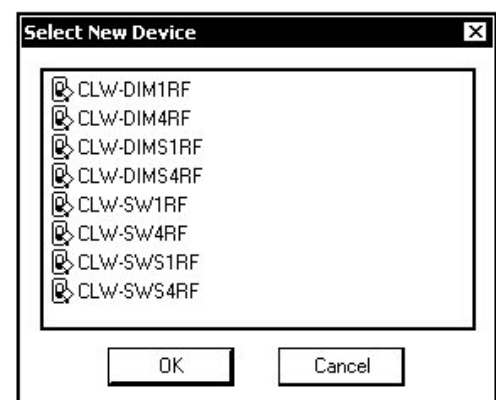 Select New Device
CLW-DIM1RF
CLW-DIM4RF
CLW-DIMS1RF
CLW-DIMS4RF
CLW-SW1RF
CLW-SW4RF
CLW-SWS1RF
CLW-SWS4RF
OK Cancel